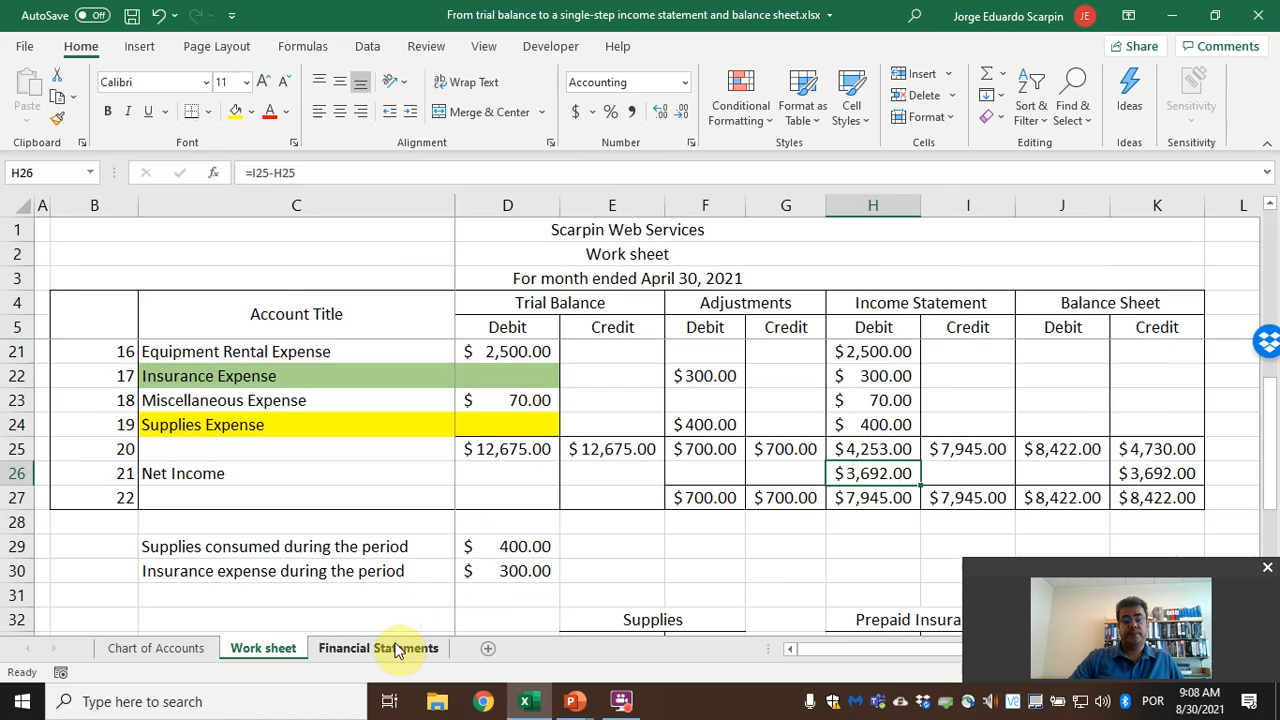 AutoSave Off From trial balance to a single-step income statement and balance sheet.xlsx Jorge Eduardo Scarpin JE
File Home Insert Page Layout Formulas Data Review View Developer Help Share Comments
Calibri 11 Wrap Text Accounting Insert
Paste B I U Merge & Center $ % Conditional Formatting Format as Table Cell Styles Delete Format Sort & Filter Find & Select Ideas Sensitivity
Clipboard Font Alignment Number Styles Cells Editing Ideas Sensitivity
H26 fx =I25-H25
A B C D E F G H I J K L
1 Scarpin Web Services
2 Work sheet
3 For month ended April 30, 2021
4 Account Title Trial Balance Adjustments Income Statement Balance Sheet
5 Debit Credit Debit Credit Debit Credit Debit Credit
21 16 Equipment Rental Expense $ 2,500.00 $2,500.00
22 17 Insurance Expense $300.00 $ 300.00
23 18 Miscellaneous Expense $ 70.00 $ 70.00
24 19 Supplies Expense $400.00 $ 400.00
25 20 $12,675.00 $12,675.00 $700.00 $700.00 $4,253.00 $7,945.00 $8,422.00 $4,730.00
26 21 Net Income $3,692.00 $3,692.00
27 22 $700.00 $700.00 $7,945.00 $7,945.00 $8,422.00 $8,422.00
28
29 Supplies consumed during the period $ 400.00
30 Insurance expense during the period $ 300.00
31
32 Supplies Prepaid Insura
Chart of Accounts Work sheet Financial Statements
Ready
Type here to search POR 9:08 AM
8/30/2021